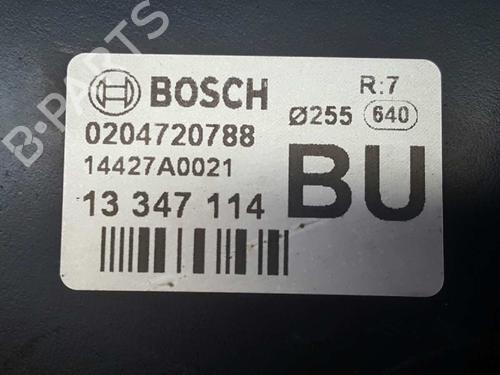 BOSCH
R:7
0204720788
Ø255 640
14427A0021
BU
13 347 114
B-PARTS